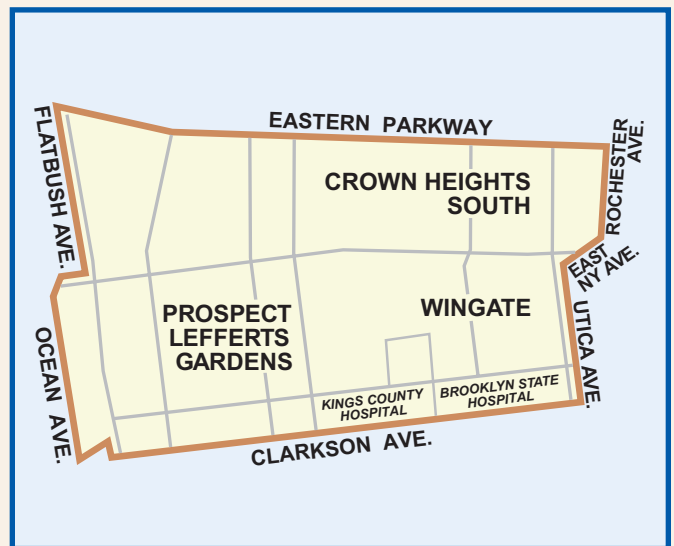 EASTERN PARKWAY
FLATBUSH AVE.
ROCHESTER
AVE.
CROWN HEIGHTS
SOUTH
EAST
NY AVE.
PROSPECT
LEFFERTS
GARDENS
WINGATE
OCEAN AVE.
UTICA AVE.
KINGS COUNTY
HOSPITAL
BROOKLYN STATE
HOSPITAL
CLARKSON AVE.